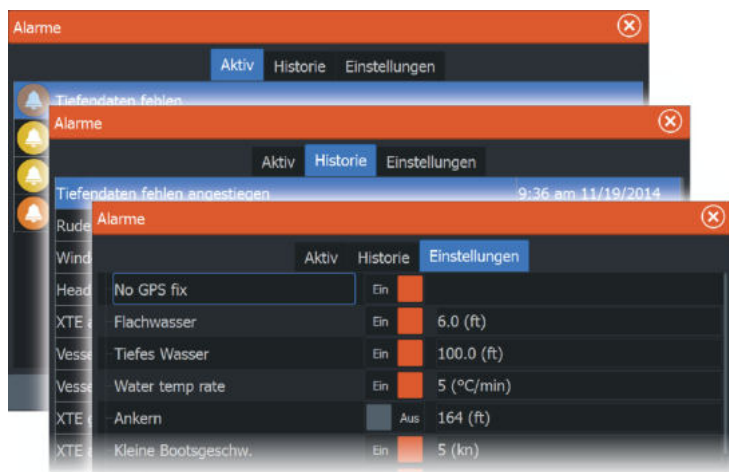 Alarme
Aktiv Historie Einstellungen
Tiefendaten fehlen
Alarme
Aktiv Historie Einstellungen
Tiefendaten fehlen angestiegen 9:36 am 11/19/2014
Rude
Wind
Head
XTE
Vesse
Vesse
XTE
XTE
Alarme
Aktiv Historie Einstellungen
No GPS fix Ein
Flachwasser Ein 6.0 (ft)
Tiefes Wasser Ein 100.0 (ft)
Water temp rate Ein 5 (°C/min)
Ankern Aus 164 (ft)
Kleine Bootsgeschw. Ein 5 (kn)